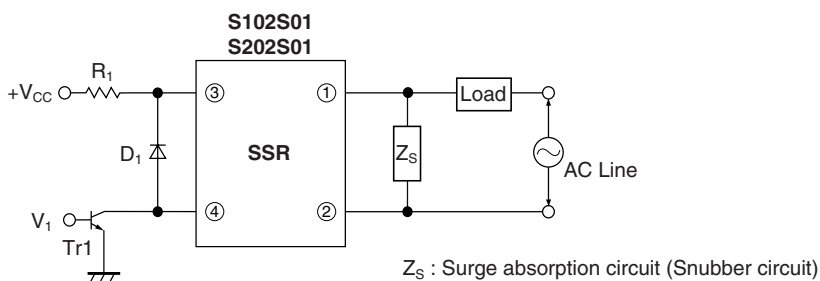 S102S01
S202S01
R1
+VCC
③
①
Load
D1
SSR
ZS
AC Line
V1
④
②
Tr1
ZS : Surge absorption circuit (Snubber circuit)